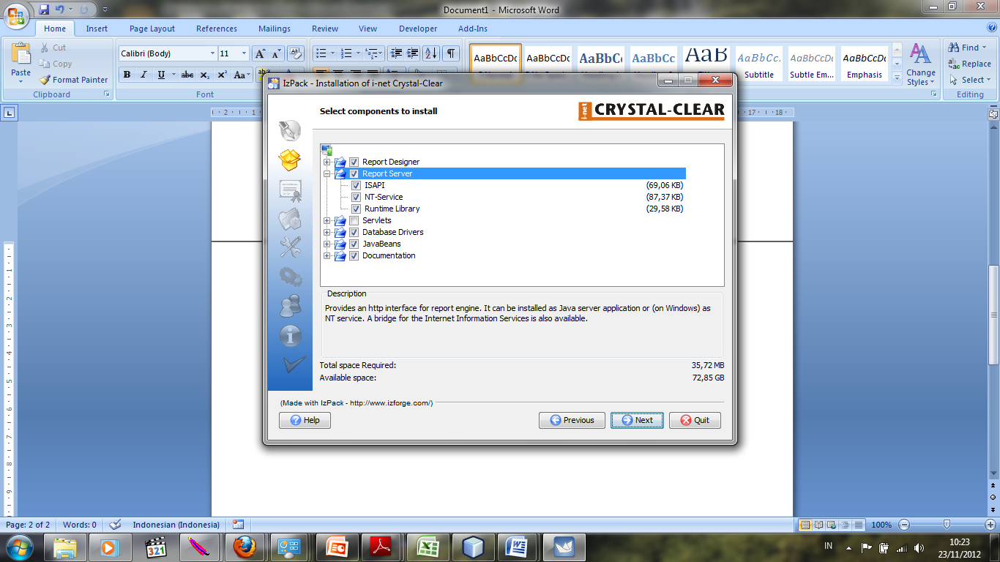 Document1 - Microsoft Word
Home Insert Page Layout References Mailings Review View Developer Add-Ins
Paste
Cut
Copy
Format Painter
Clipboard
Calibri (Body) 11
B I U abc X₂ X² Aa
Font
AaBbCcDc AaBbCcDc AaBbC AaBbCc AaB AaBbCcL AaBbCcDc AaBbCcDc
Subtitle Subtle Em... Emphasis
Change Styles
Find
Replace
Select
Editing
IzPack - Installation of i-net Crystal-Clear
Select components to install
i-net CRYSTAL-CLEAR
Report Designer
Report Server
ISAPI (69,06 KB)
NT-Service (87,37 KB)
Runtime Library (29,58 KB)
Servlets
Database Drivers
JavaBeans
Documentation
Description
Provides an http interface for report engine. It can be installed as Java server application or (on Windows) as
NT service. A bridge for the Internet Information Services is also available.
Total space Required: 35,72 MB
Available space: 72,85 GB
(Made with IzPack - http://www.izforge.com/)
Help Previous Next Quit
Page: 2 of 2 Words: 0 Indonesian (Indonesia) 100%
321
IN
10:23
23/11/2012